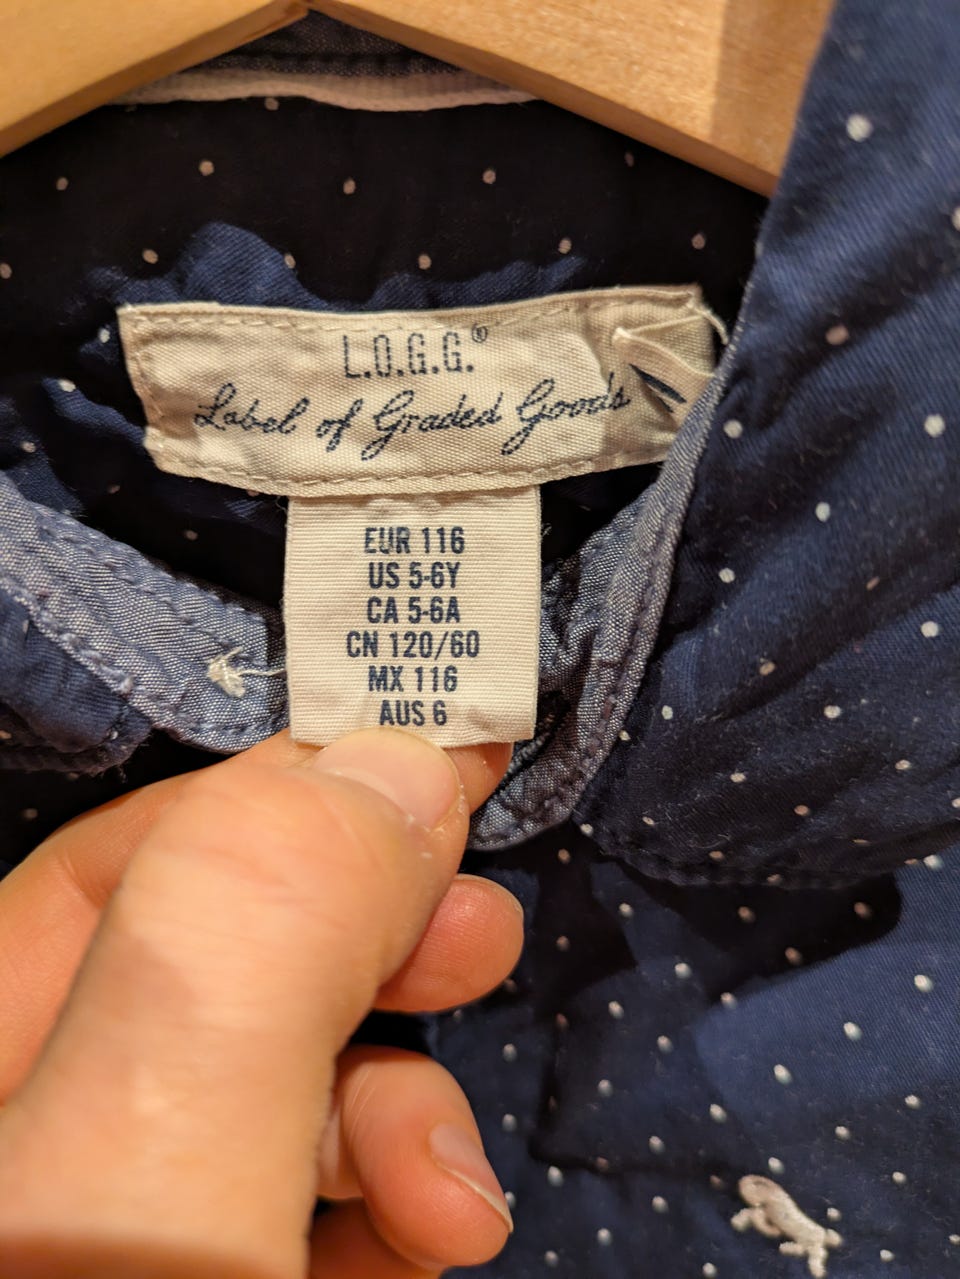 L.O.G.G.®
Label of Graded Goods
EUR 116
US 5-6Y
CA 5-6A
CN 120/60
MX 116
AUS 6